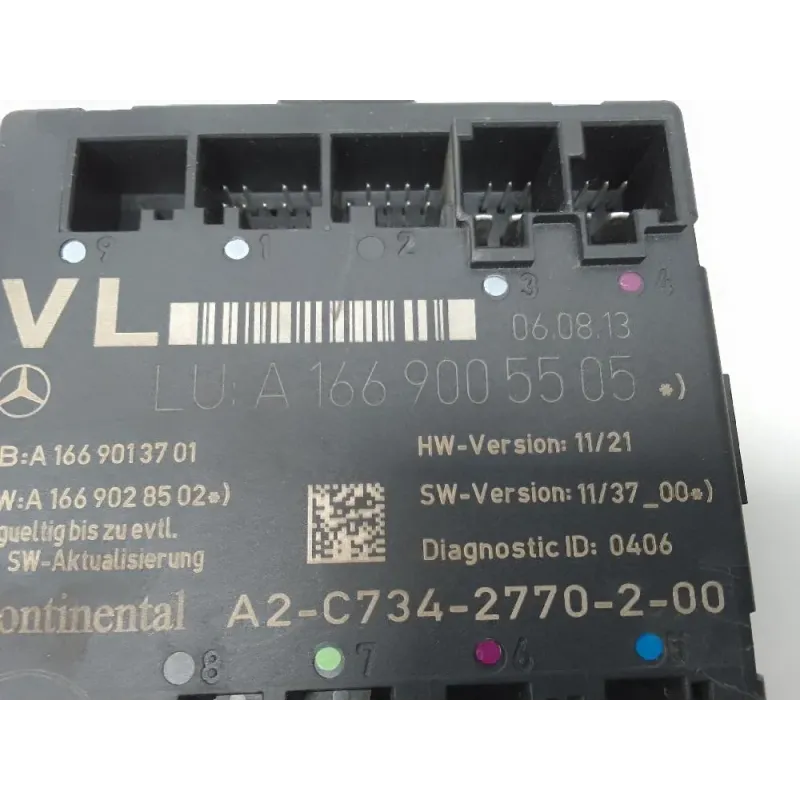 9 1 2 3 4
VL
06.08.13
LU: A 166 900 55 05 *)
B: A 166 901 37 01
HW-Version: 11/21
W: A 166 902 85 02 *)
SW-Version: 11/37_00*)
gueltig bis zu evtl.
SW-Aktualisierung
Diagnostic ID: 0406
ontinental A2-C734-2770-2-00
8 7 6 5